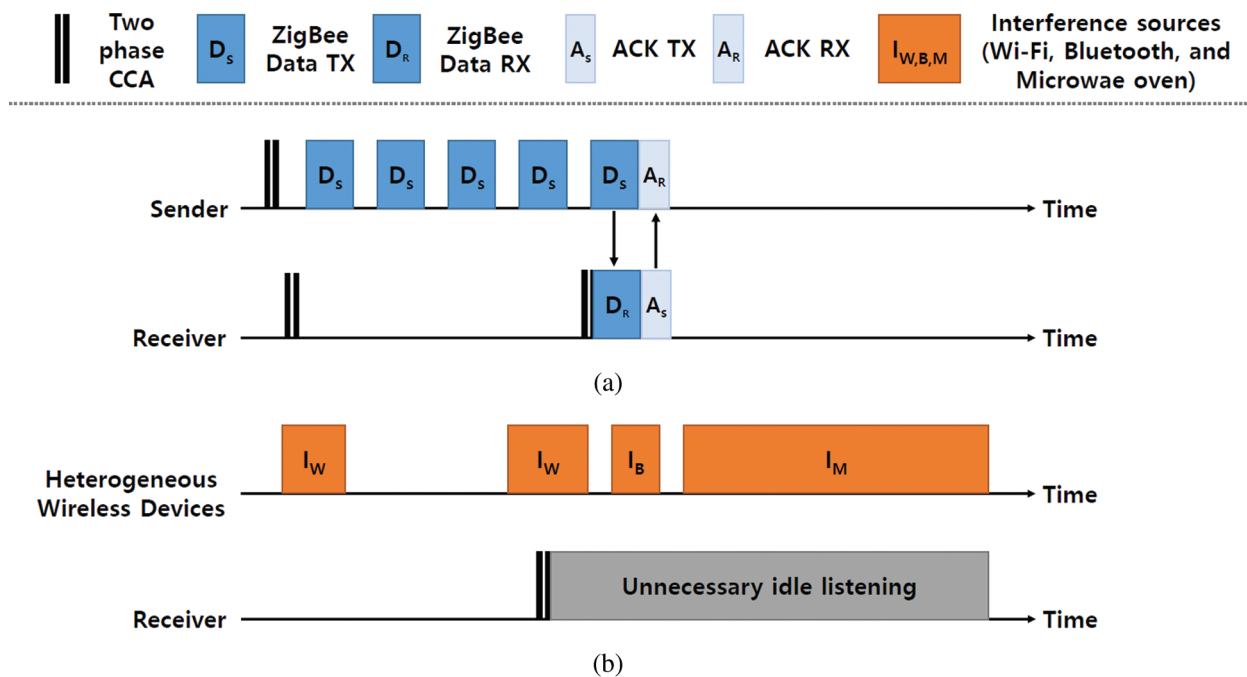 Two
phase
CCA
Ds
ZigBee
Data TX
DR
ZigBee
Data RX
As
ACK TX
AR
ACK RX
IW,B,M
Interference sources
(Wi-Fi, Bluetooth, and
Microwae oven)
Ds Ds Ds Ds Ds AR
Sender
Time
DR As
Receiver
Time
(a)
IW IW IB IM
Heterogeneous
Wireless Devices
Time
Unnecessary idle listening
Receiver
Time
(b)